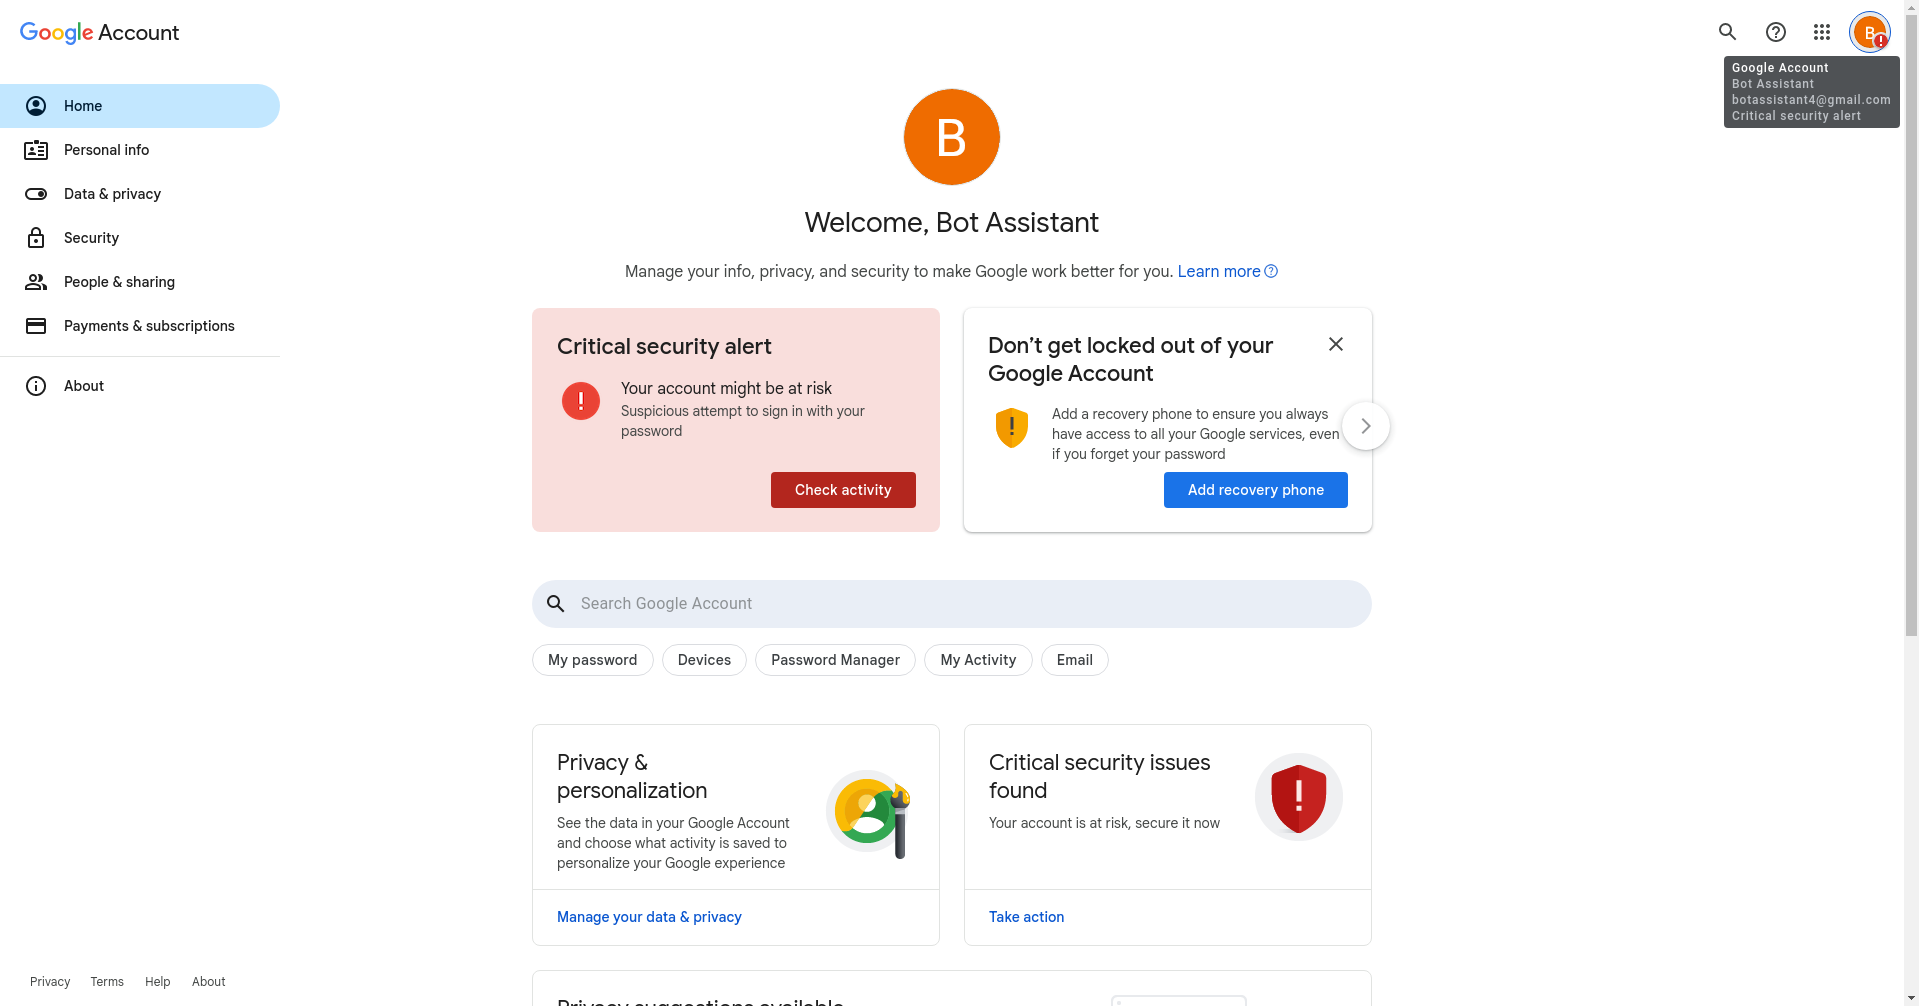 Google Account
B
Google Account
Bot Assistant
botassistant4@gmail.com
Critical security alert
Home
Personal info
Data & privacy
Security
People & sharing
Payments & subscriptions
About
B
Welcome, Bot Assistant
Manage your info, privacy, and security to make Google work better for you. Learn more
Critical security alert
Your account might be at risk
Suspicious attempt to sign in with your
password
Check activity
Don’t get locked out of your
Google Account
Add a recovery phone to ensure you always
have access to all your Google services, even
if you forget your password
Add recovery phone
Search Google Account
My password
Devices
Password Manager
My Activity
Email
Privacy &
personalization
See the data in your Google Account
and choose what activity is saved to
personalize your Google experience
Manage your data & privacy
Critical security issues
found
Your account is at risk, secure it now
Take action
Privacy suggestions available
Privacy
Terms
Help
About